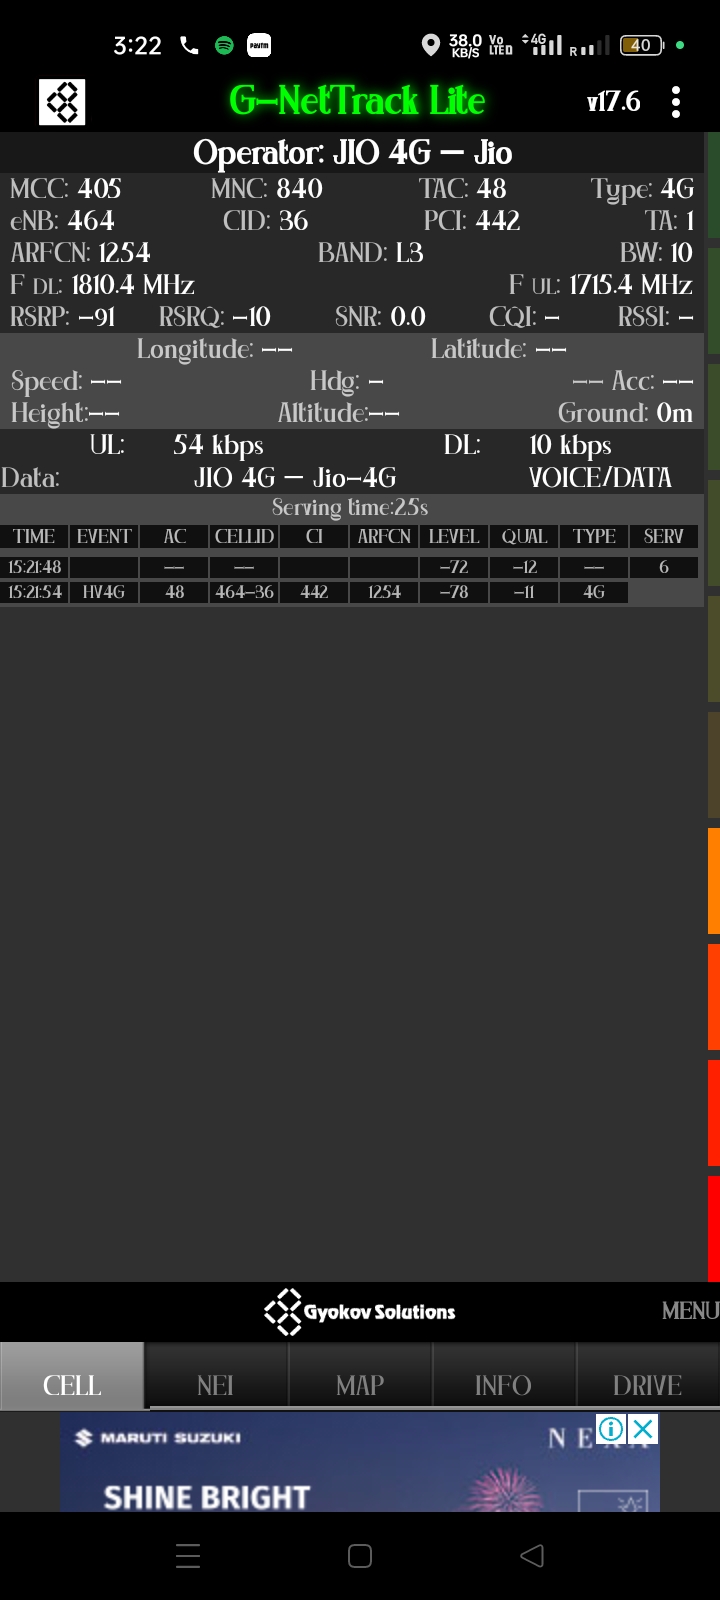 3:22 paytm 38.0 KB/S Vo LTED 4G R 40
G-NetTrack Lite v17.6
Operator: JIO 4G – Jio
MCC: 405 MNC: 840 TAC: 48 Type: 4G
eNB: 464 CID: 36 PCI: 442 TA: 1
ARFCN: 1254 BAND: L3 BW: 10
F DL: 1810.4 MHz F UL: 1715.4 MHz
RSRP: -91 RSRQ: -10 SNR: 0.0 CQI: - RSSI: -
Longitude: -- Latitude: --
Speed: -- Hdg: - -- Acc: --
Height:-- Altitude:-- Ground: 0m
UL: 54 kbps DL: 10 kbps
Data: JIO 4G – Jio-4G VOICE/DATA
Serving time:25s
TIME EVENT AC CELLID CI ARFCN LEVEL QUAL TYPE SERV
15:21:48 -- -- -72 -12 -- 6
15:21:54 HV4G 48 464-36 442 1254 -78 -11 4G
Gyokov Solutions MENU
CELL NEI MAP INFO DRIVE
MARUTI SUZUKI
SHINE BRIGHT